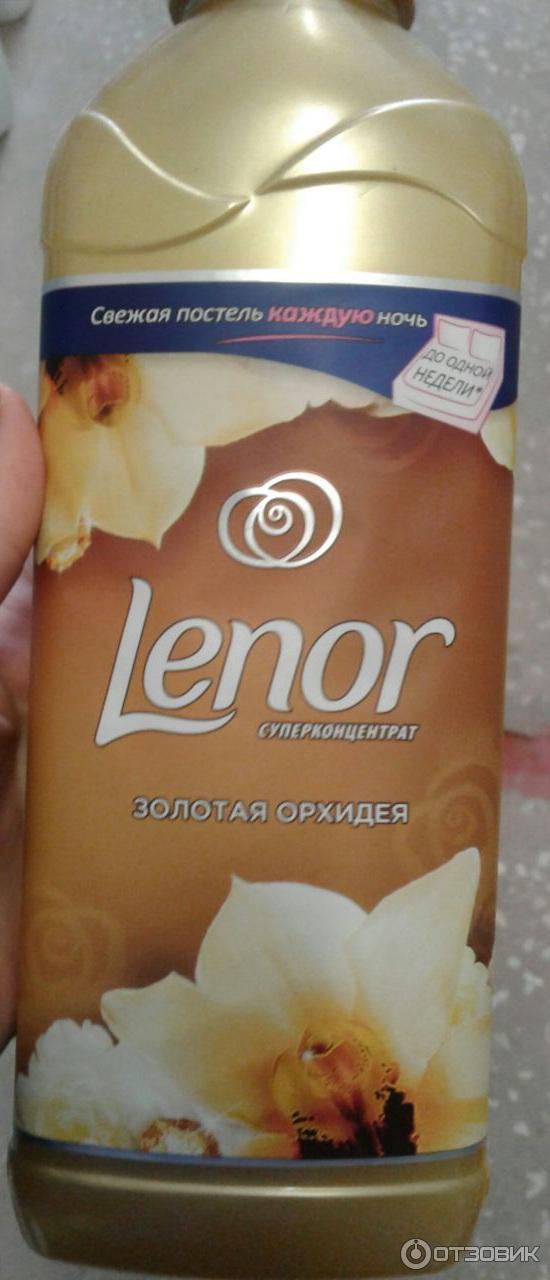 Свежая постель каждую ночь
ДО ОДНОЙ
НЕДЕЛИ*
Lenor
СУПЕРКОНЦЕНТРАТ
ЗОЛОТАЯ ОРХИДЕЯ
ОТЗОВИК